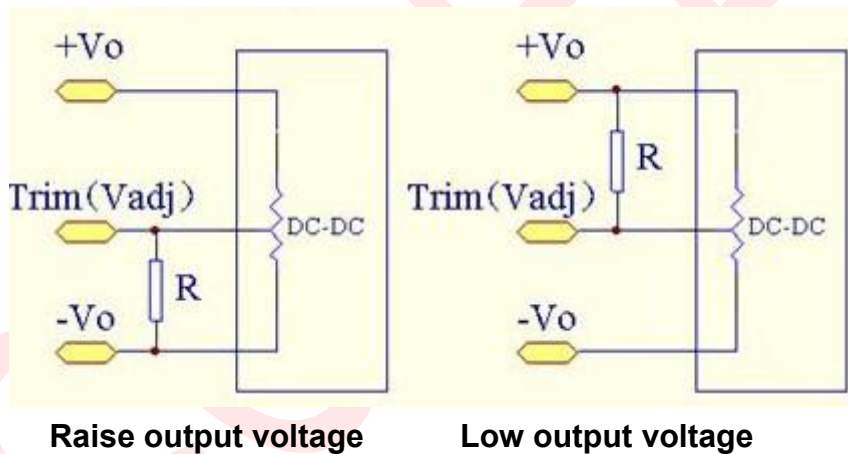 +Vo
Trim(Vadj)
-Vo
R
DC-DC
+Vo
Trim(Vadj)
-Vo
R
DC-DC
Raise output voltage
Low output voltage